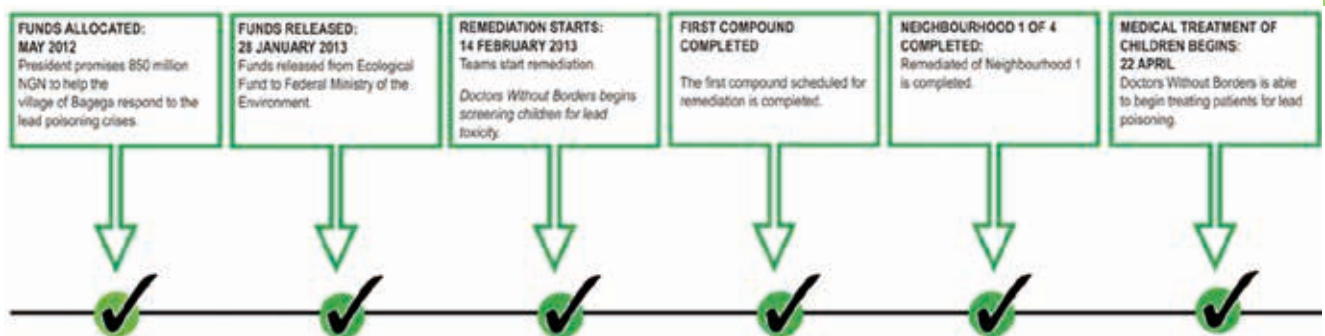 FUNDS ALLOCATED:
MAY 2012
President promises 850 million
NGN to help the
village of Bagega respond to the
lead poisoning crises.
FUNDS RELEASED:
28 JANUARY 2013
Funds released from Ecological
Fund to Federal Ministry of the
Environment.
REMEDIATION STARTS:
14 FEBRUARY 2013
Teams start remediation.
Doctors Without Borders begins
screening children for lead
toxicity.
FIRST COMPOUND
COMPLETED
The first compound scheduled for
remediation is completed.
NEIGHBOURHOOD 1 OF 4
COMPLETED:
Remediated of Neighbourhood 1
is completed.
MEDICAL TREATMENT OF
CHILDREN BEGINS:
22 APRIL
Doctors Without Borders is able
to begin treating patients for lead
poisoning.